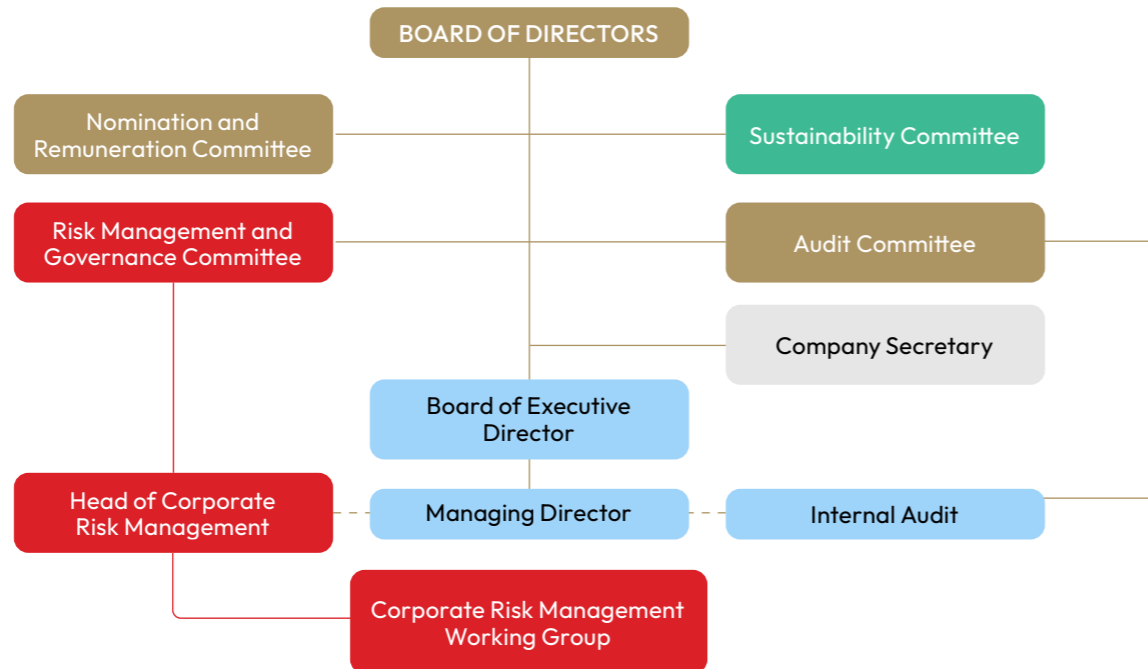 BOARD OF DIRECTORS
Nomination and
Remuneration Committee
Sustainability Committee
Risk Management and
Governance Committee
Audit Committee
Company Secretary
Board of Executive
Director
Head of Corporate
Risk Management
Managing Director
Internal Audit
Corporate Risk Management
Working Group